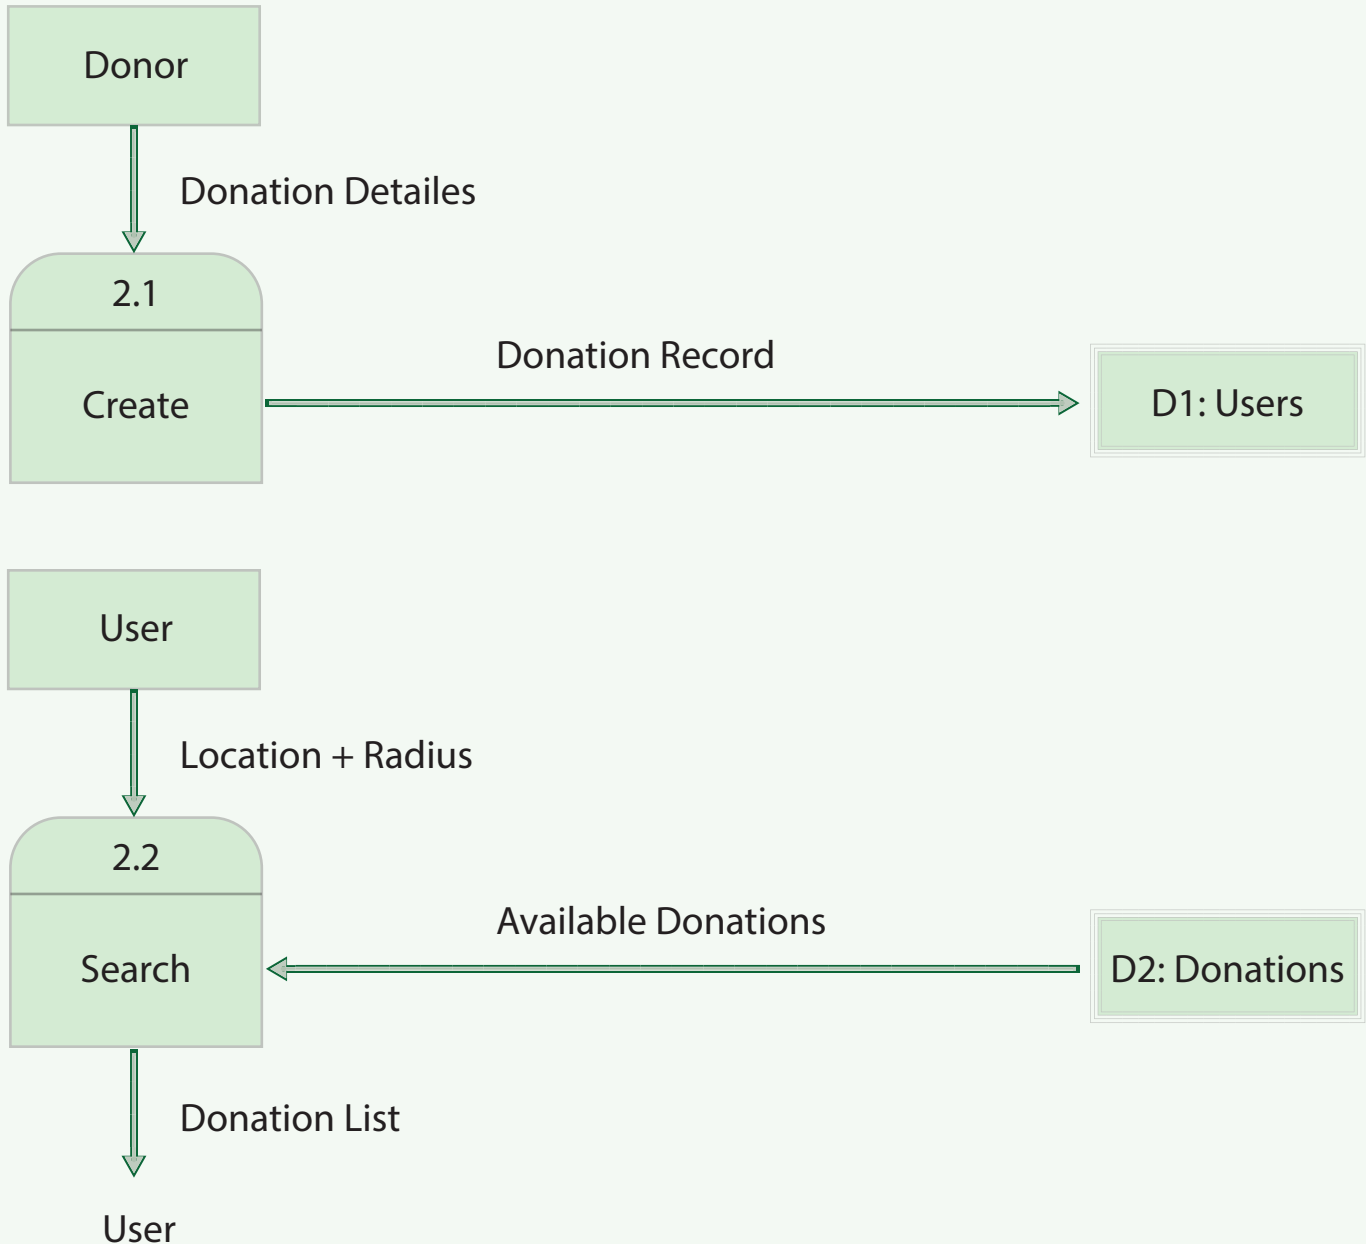 Donor
Donation Detailes
2.1
Create
Donation Record
D1: Users
User
Location + Radius
2.2
Search
Available Donations
D2: Donations
Donation List
User